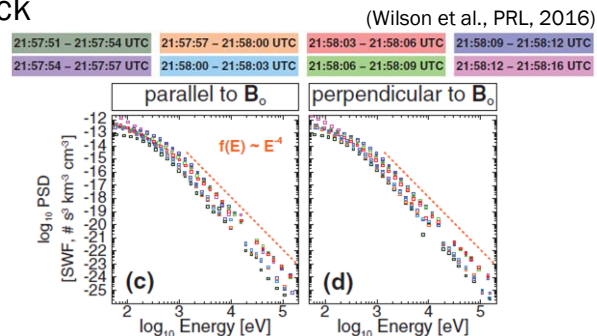 ck
(Wilson et al., PRL, 2016)
21:57:51 – 21:57:54 UTC 21:57:57 – 21:58:00 UTC 21:58:03 – 21:58:06 UTC 21:58:09 – 21:58:12 UTC
21:57:54 – 21:57:57 UTC 21:58:00 – 21:58:03 UTC 21:58:06 – 21:58:09 UTC 21:58:12 – 21:58:16 UTC
parallel to Bo perpendicular to Bo
-12
-13
-14
-15
-16
-17
-18
-19
-20
-21
-22
-23
-24
-25
log10 PSD
[SWF, # s³ km⁻³ cm⁻³]
f(E) ~ E⁻⁴
(c) (d)
2 3 4 5 2 3 4 5
log10 Energy [eV] log10 Energy [eV]